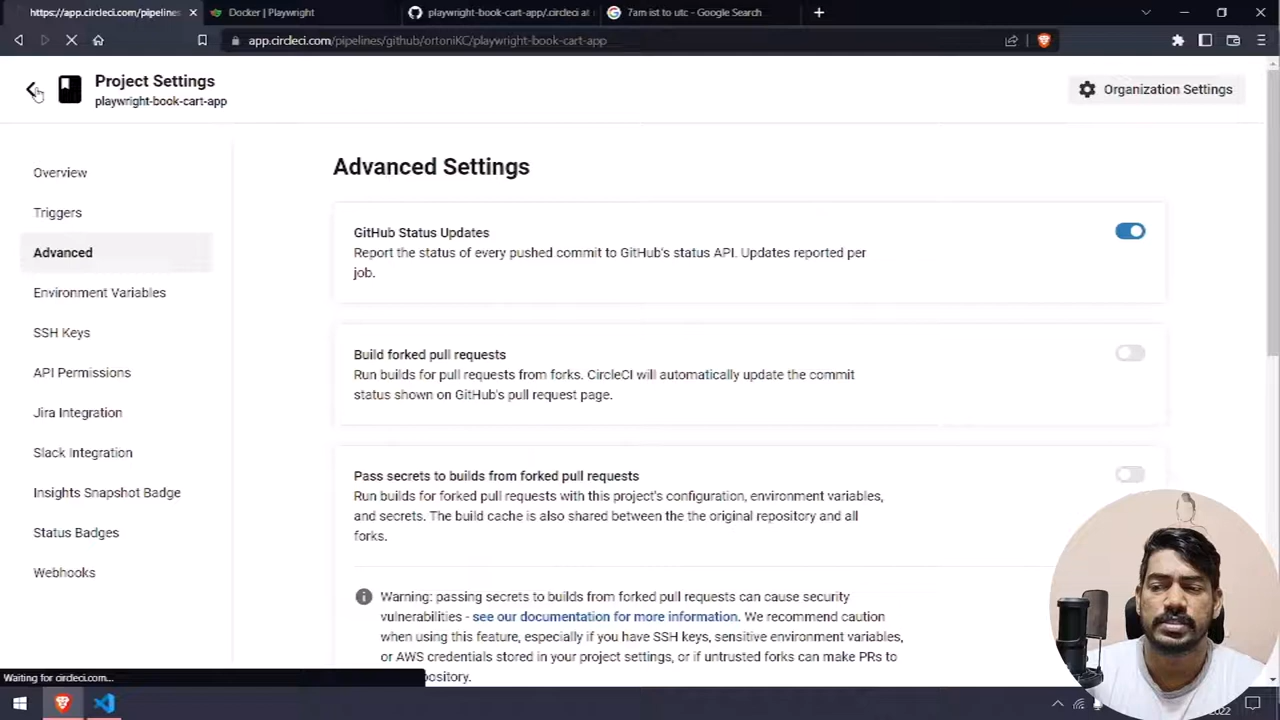 https://app.circleci.com/pipelines
Docker | Playwright
playwright-book-cart-app/.circleci at
7am ist to utc - Google Search
app.circleci.com/pipelines/github/ortoniKC/playwright-book-cart-app
Project Settings
playwright-book-cart-app
Organization Settings
Overview
Triggers
Advanced
Environment Variables
SSH Keys
API Permissions
Jira Integration
Slack Integration
Insights Snapshot Badge
Status Badges
Webhooks
Advanced Settings
GitHub Status Updates
Report the status of every pushed commit to GitHub's status API. Updates reported per
job.
Build forked pull requests
Run builds for pull requests from forks. CircleCI will automatically update the commit
status shown on GitHub's pull request page.
Pass secrets to builds from forked pull requests
Run builds for forked pull requests with this project's configuration, environment variables,
and secrets. The build cache is also shared between the the original repository and all
forks.
Warning: passing secrets to builds from forked pull requests can cause security
vulnerabilities - see our documentation for more information. We recommend caution
when using this feature, especially if you have SSH keys, sensitive environment variables,
or AWS credentials stored in your project settings, or if untrusted forks can make PRs to
pository.
Waiting for circleci.com...
2022